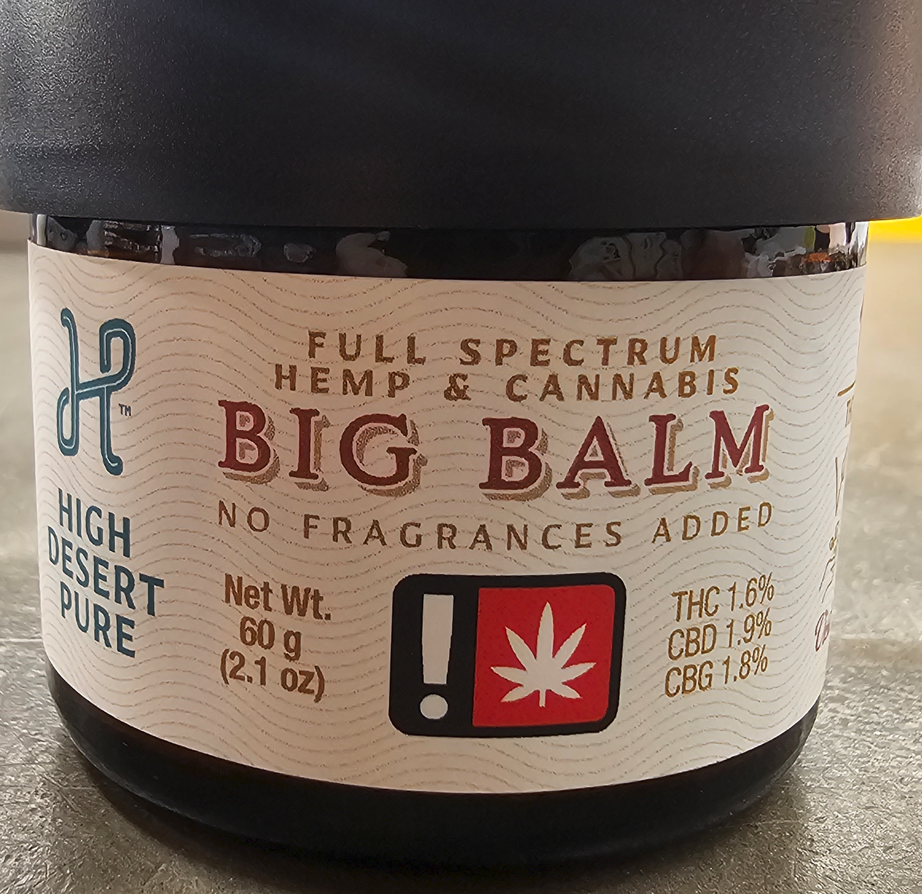 H™
HIGH
DESERT
PURE
FULL SPECTRUM
HEMP & CANNABIS
BIG BALM
NO FRAGRANCES ADDED
Net Wt.
60 g
(2.1 oz)
!
THC 1.6%
CBD 1.9%
CBG 1.8%